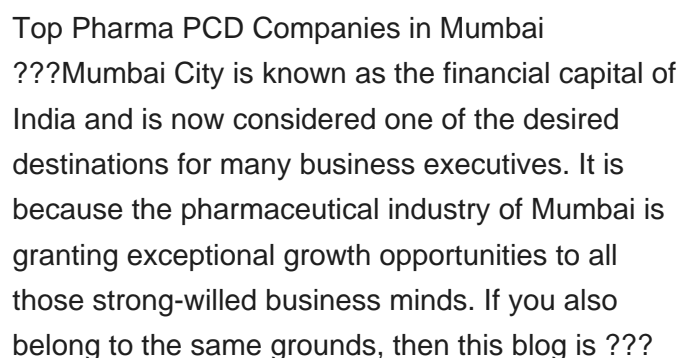 Top Pharma PCD Companies in Mumbai
???Mumbai City is known as the financial capital of
India and is now considered one of the desired
destinations for many business executives. It is
because the pharmaceutical industry of Mumbai is
granting exceptional growth opportunities to all
those strong-willed business minds. If you also
belong to the same grounds, then this blog is ???